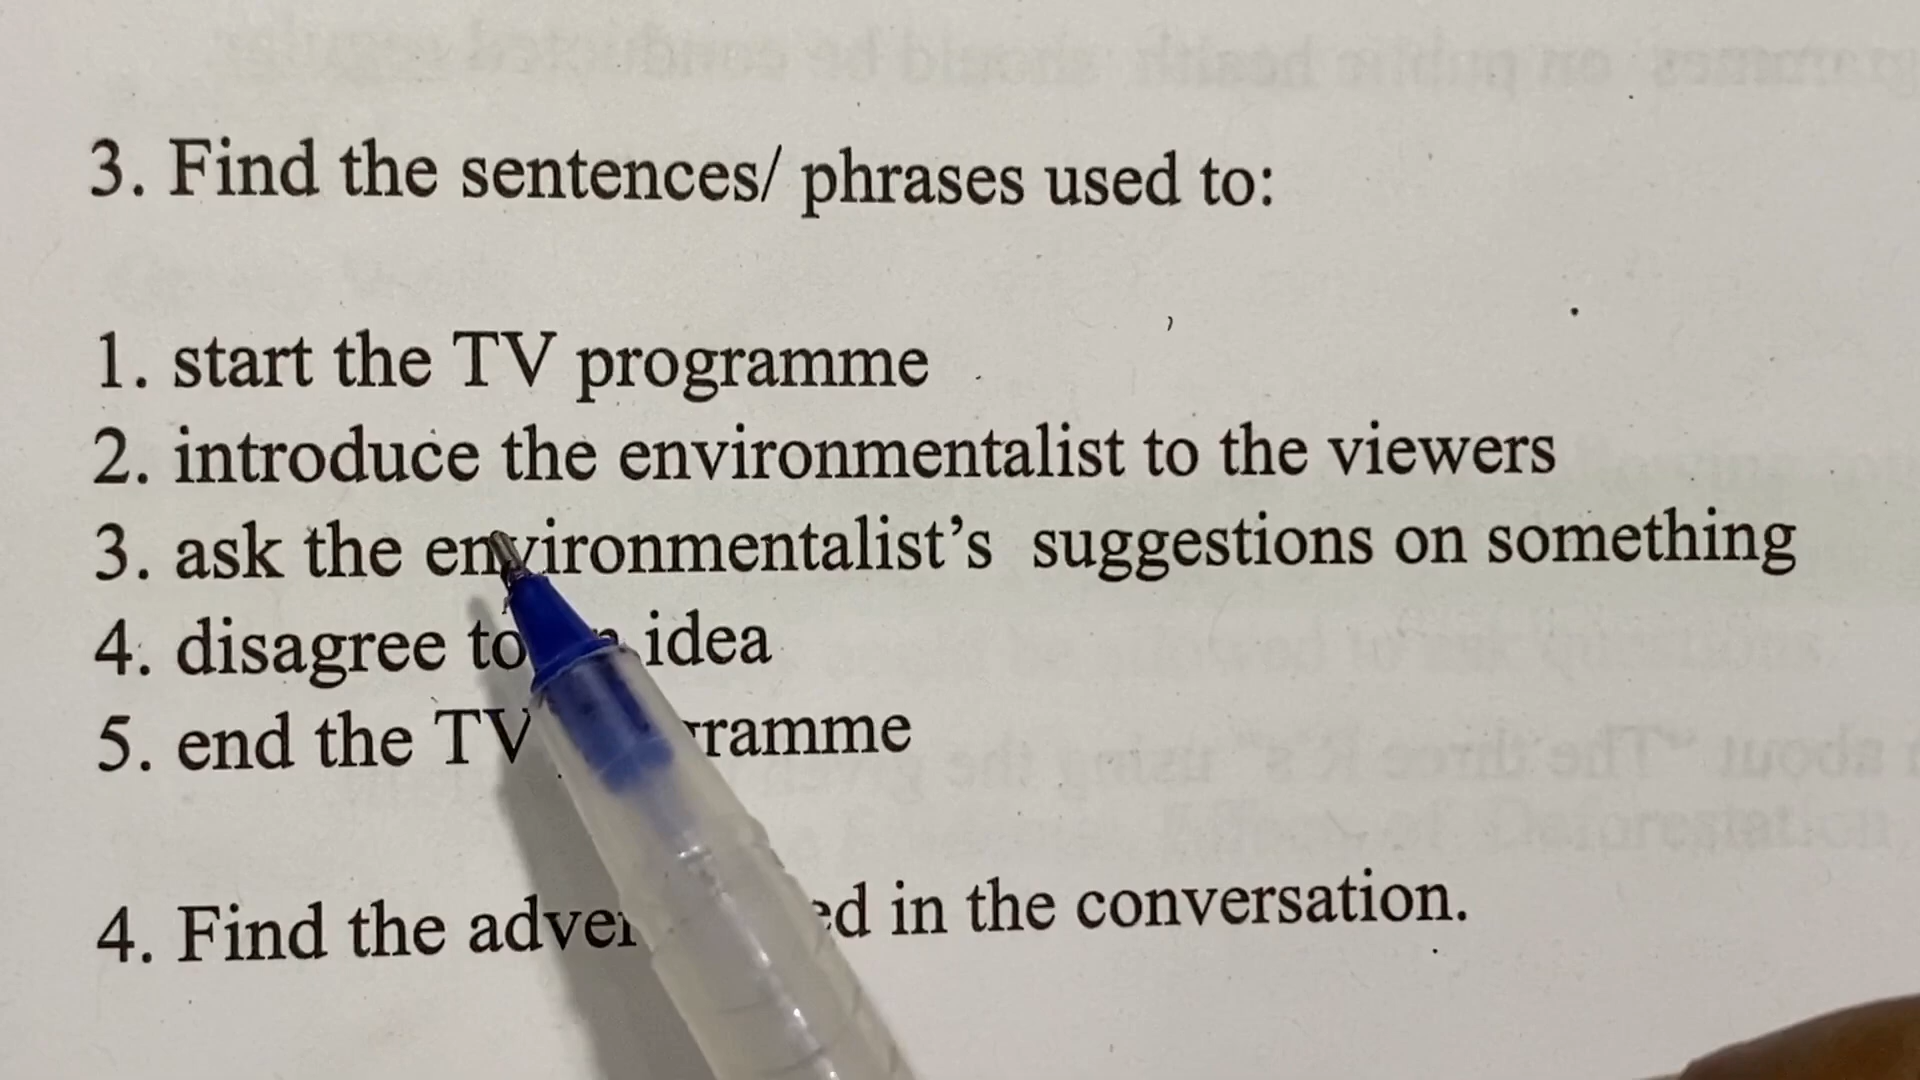 3. Find the sentences/ phrases used to:
1. start the TV programme
2. introduce the environmentalist to the viewers
3. ask the environmentalist's suggestions on something
4. disagree to idea
5. end the TV
4. Find the in the conversation.